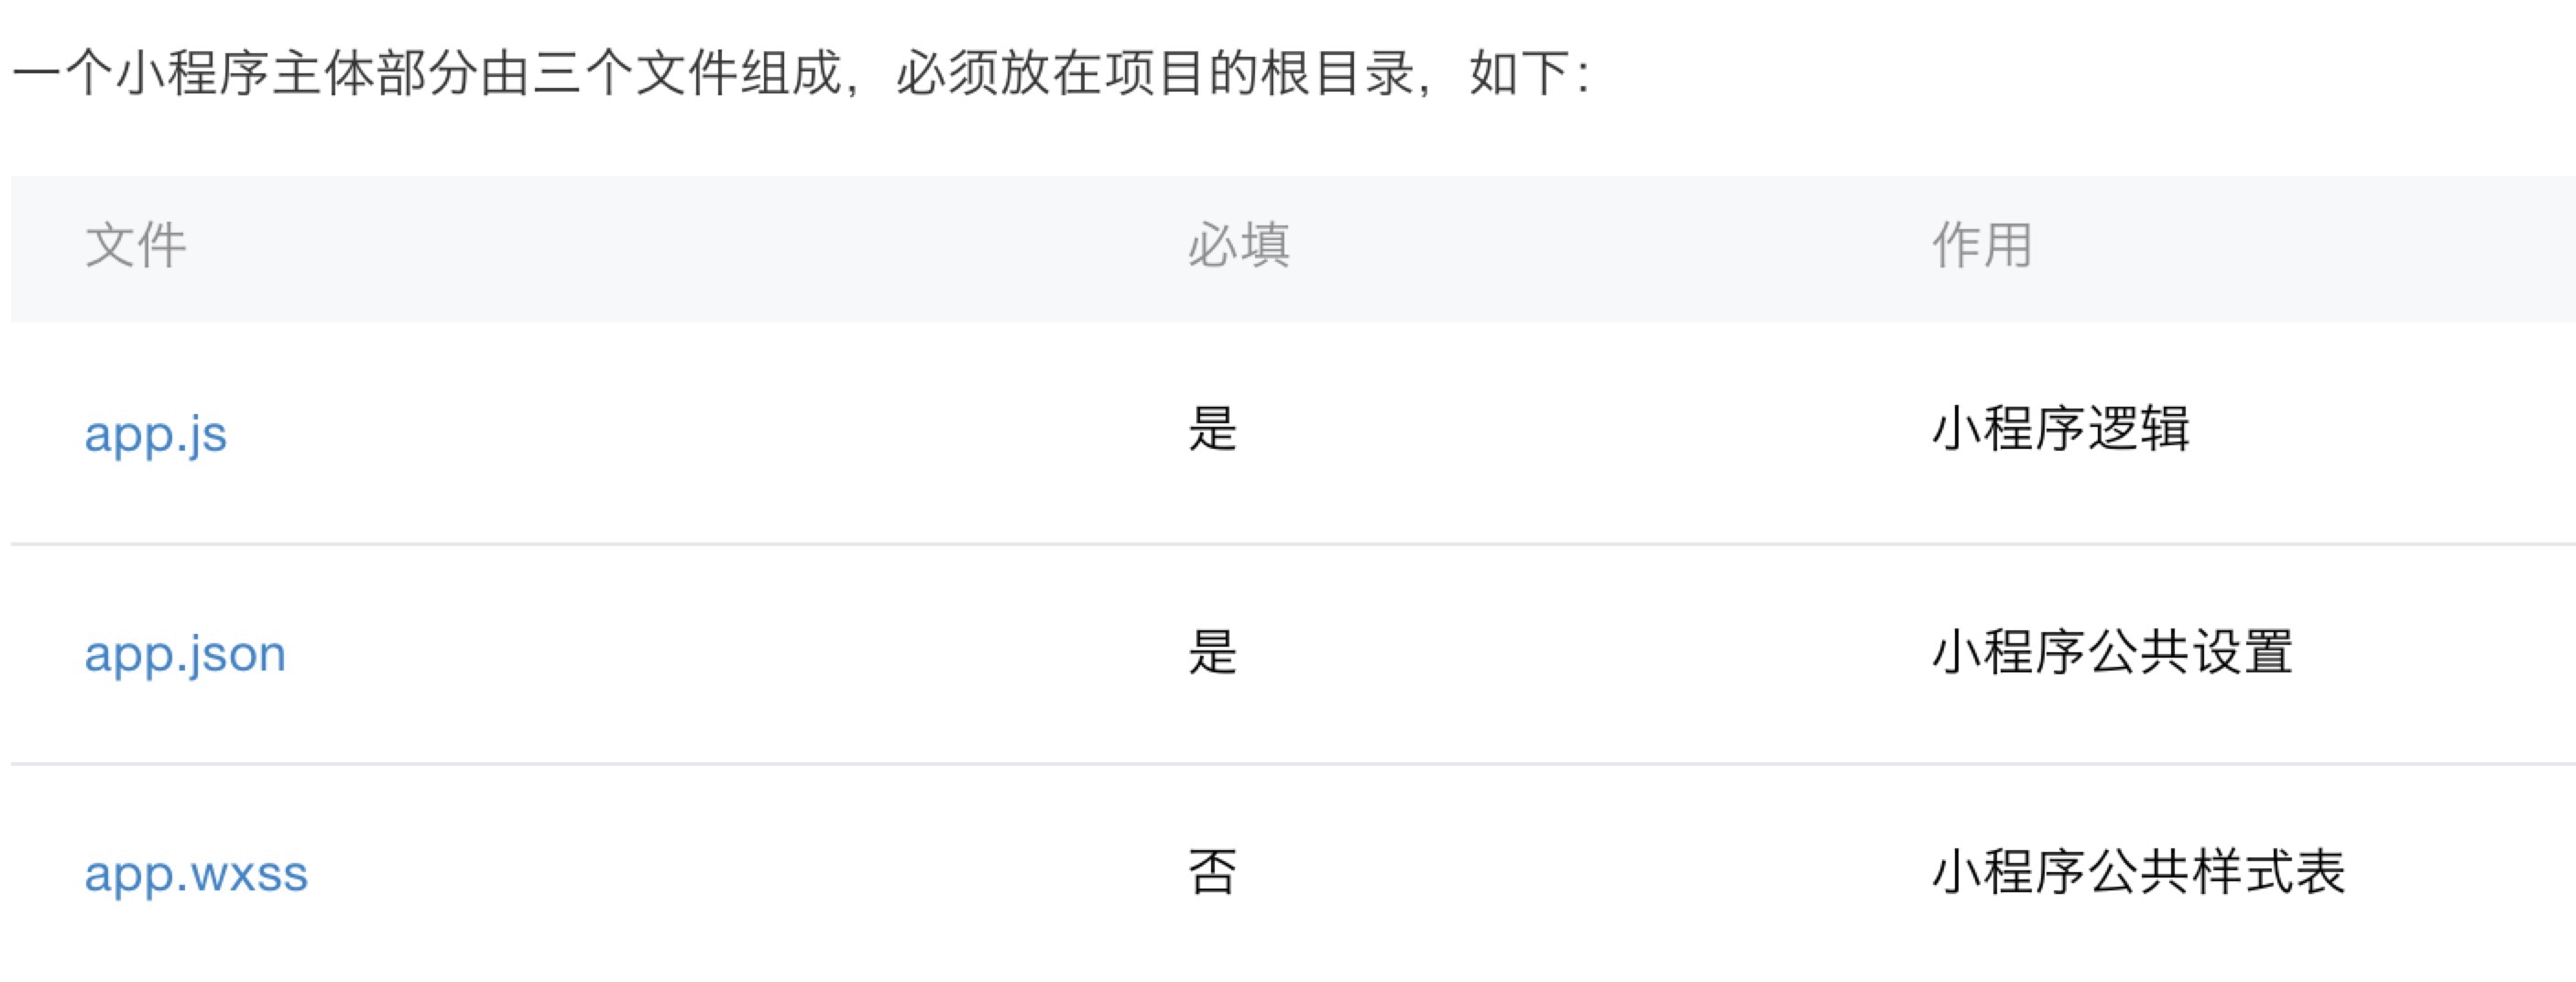 一个小程序主体部分由三个文件组成，必须放在项目的根目录，如下：
文件 必填 作用
app.js 是 小程序逻辑
app.json 是 小程序公共设置
app.wxss 否 小程序公共样式表